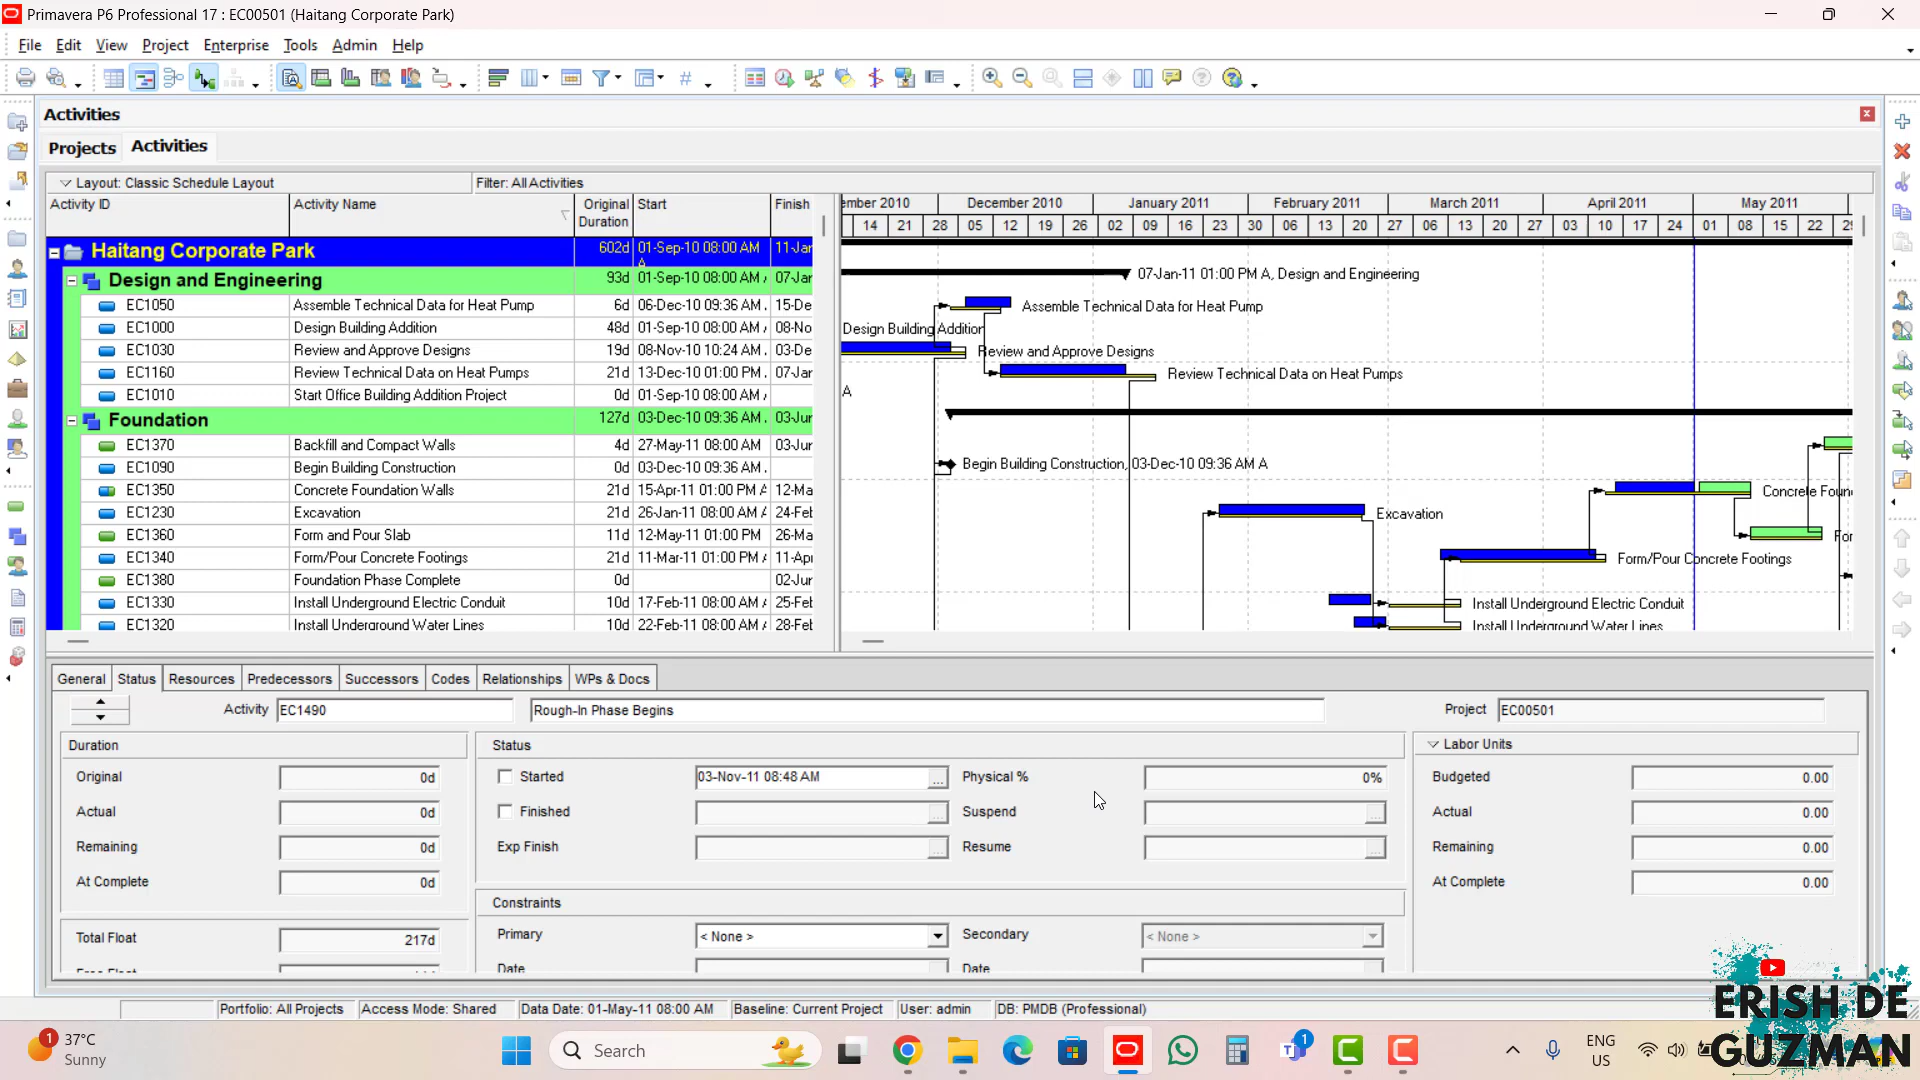 Primavera P6 Professional 17 : EC00501 (Haitang Corporate Park)
File Edit View Project Enterprise Tools Admin Help
Activities
Projects Activities
Layout: Classic Schedule Layout Filter: All Activities
Activity ID Activity Name Original Duration Start Finish
Haitang Corporate Park 602d 01-Sep-10 08:00 AM A 11-Jan
Design and Engineering 93d 01-Sep-10 08:00 AM 07-Jan
EC1050 Assemble Technical Data for Heat Pump 6d 06-Dec-10 09:36 AM 15-De
EC1000 Design Building Addition 48d 01-Sep-10 08:00 AM 08-No
EC1030 Review and Approve Designs 19d 08-Nov-10 10:24 AM 03-De
EC1160 Review Technical Data on Heat Pumps 21d 13-Dec-10 01:00 PM 07-Jan
EC1010 Start Office Building Addition Project 0d 01-Sep-10 08:00 AM
Foundation 127d 03-Dec-10 09:36 AM 03-Jun
EC1370 Backfill and Compact Walls 4d 27-May-11 08:00 AM 03-Jur
EC1090 Begin Building Construction 0d 03-Dec-10 09:36 AM
EC1350 Concrete Foundation Walls 21d 15-Apr-11 01:00 PM 12-Ma
EC1230 Excavation 21d 26-Jan-11 08:00 AM 24-Feb
EC1360 Form and Pour Slab 11d 12-May-11 01:00 PM 26-Ma
EC1340 Form/Pour Concrete Footings 21d 11-Mar-11 01:00 PM 11-Ap
EC1380 Foundation Phase Complete 0d 02-Jur
EC1330 Install Underground Electric Conduit 10d 17-Feb-11 08:00 AM 25-Feb
EC1320 Install Underground Water Lines 10d 22-Feb-11 08:00 AM 28-Feb
ember 2010 December 2010 January 2011 February 2011 March 2011 April 2011 May 2011
14 21 28 05 12 19 26 02 09 16 23 30 06 13 20 27 06 13 20 27 03 10 17 24 01 08 15 22
07-Jan-11 01:00 PM A, Design and Engineering
Assemble Technical Data for Heat Pump
Design Building Addition
Review and Approve Designs
Review Technical Data on Heat Pumps
A
Begin Building Construction, 03-Dec-10 09:36 AM A
Concrete Foun
Excavation
For
Form/Pour Concrete Footings
Install Underground Electric Conduit
Install Underground Water Lines
General Status Resources Predecessors Successors Codes Relationships WPs & Docs
Activity EC1490 Rough-In Phase Begins Project EC00501
Duration Status Labor Units
Original 0d Started 03-Nov-11 08:48 AM ... Physical % 0% Budgeted 0.00
Actual 0d Finished ... Suspend ... Actual 0.00
Remaining 0d Exp Finish ... Resume ... Remaining 0.00
At Complete 0d At Complete 0.00
Constraints
Total Float 217d Primary < None > Secondary < None >
Date Date
Portfolio: All Projects Access Mode: Shared Data Date: 01-May-11 08:00 AM Baseline: Current Project User: admin DB: PMDB (Professional)
ERISH DE
GUZMAN
1 37°C
Sunny
Search
1
ENG
US